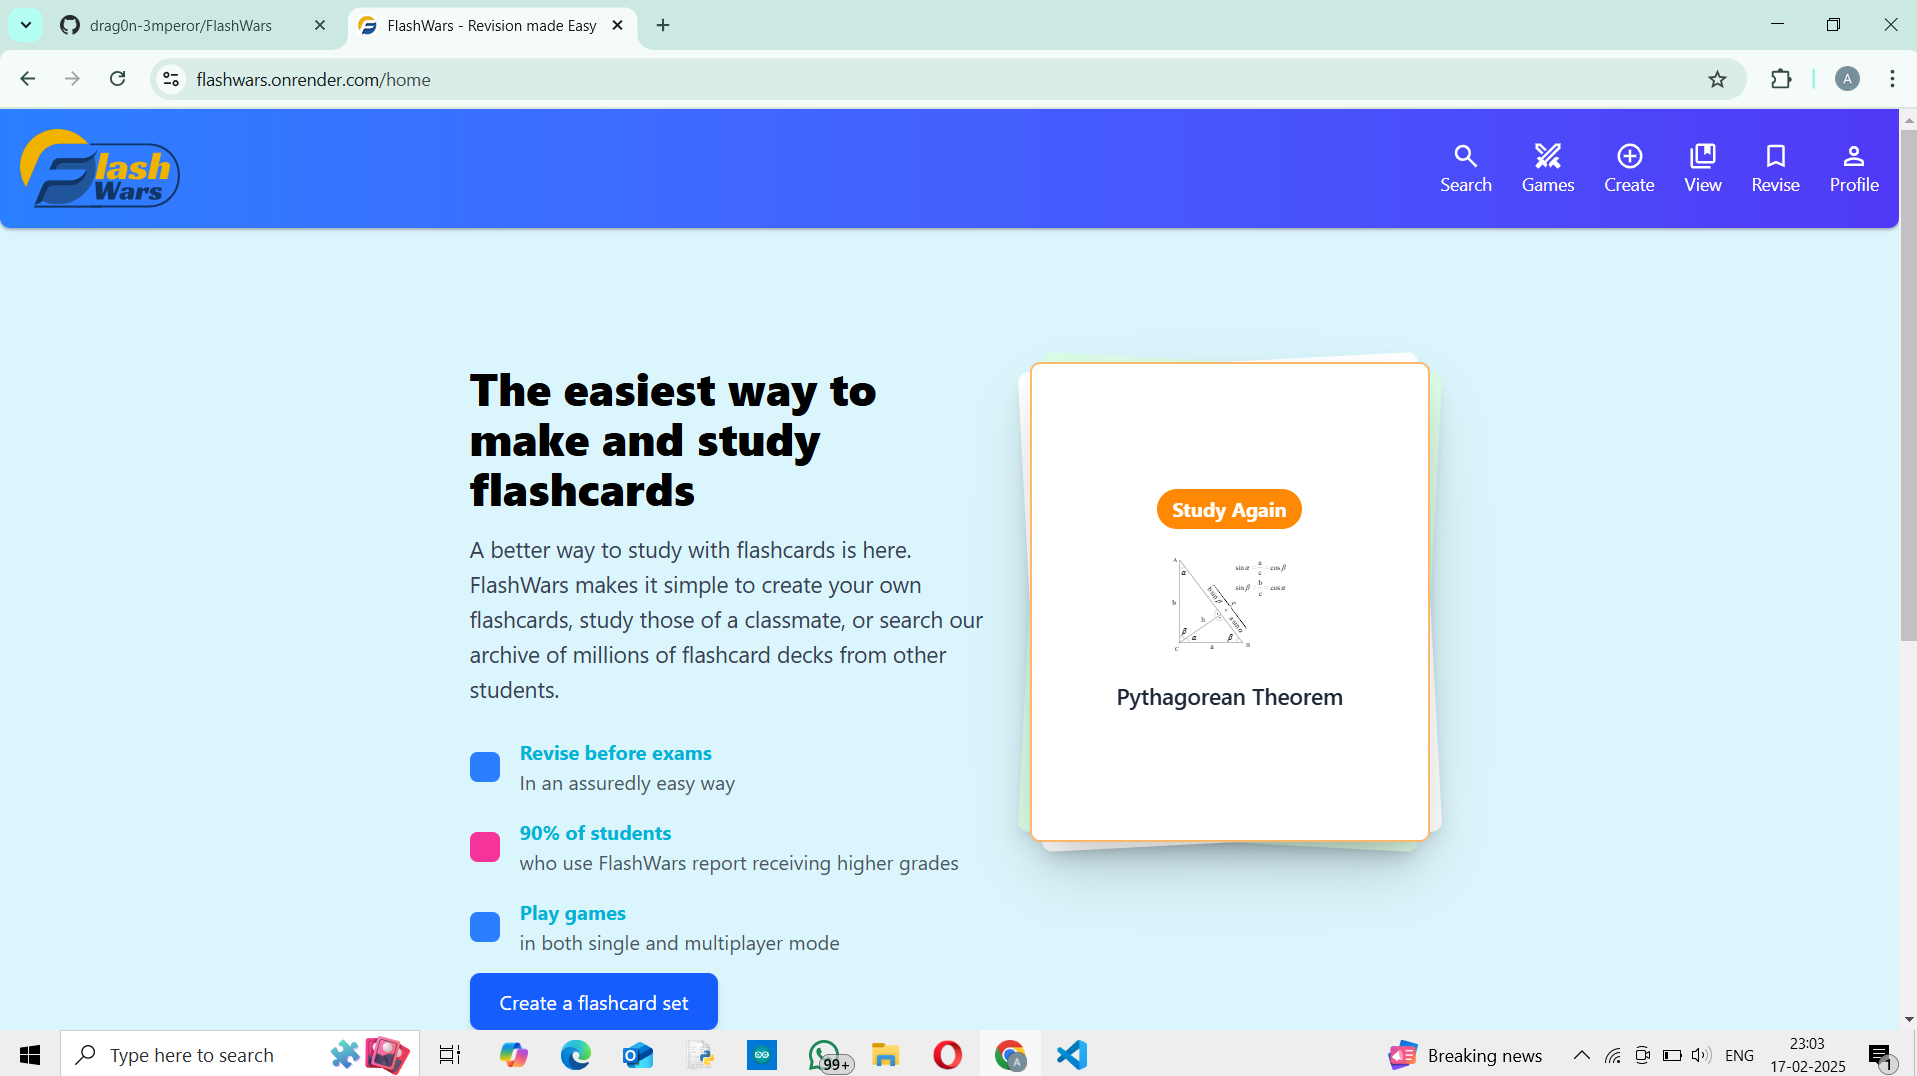 drag0n-3mperor/FlashWars
FlashWars - Revision made Easy
flashwars.onrender.com/home
A
Flash
Wars
Search
Games
Create
View
Revise
Profile
The easiest way to
make and study
flashcards
A better way to study with flashcards is here.
FlashWars makes it simple to create your own
flashcards, study those of a classmate, or search our
archive of millions of flashcard decks from other
students.
Revise before exams
In an assuredly easy way
90% of students
who use FlashWars report receiving higher grades
Play games
in both single and multiplayer mode
Create a flashcard set
Study Again
A
α
b
h
β
α
β
C
a
B
sin α = a/c = cos β
sin β = b/c = cos α
Pythagorean Theorem
Type here to search
99+
A
Breaking news
ENG
23:03
17-02-2025
1